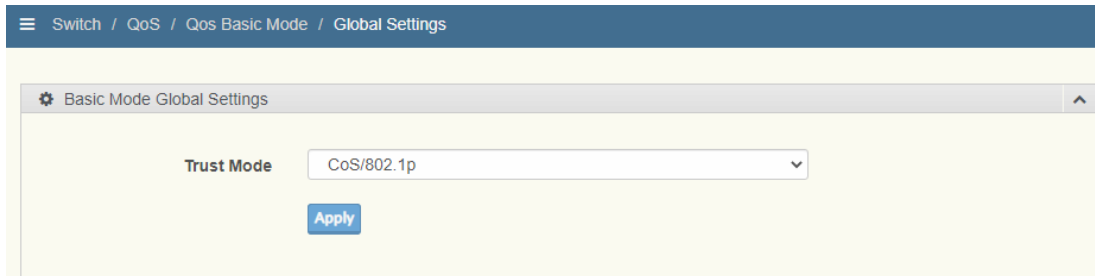 Switch / QoS / Qos Basic Mode / Global Settings
Basic Mode Global Settings
Trust Mode CoS/802.1p
Apply